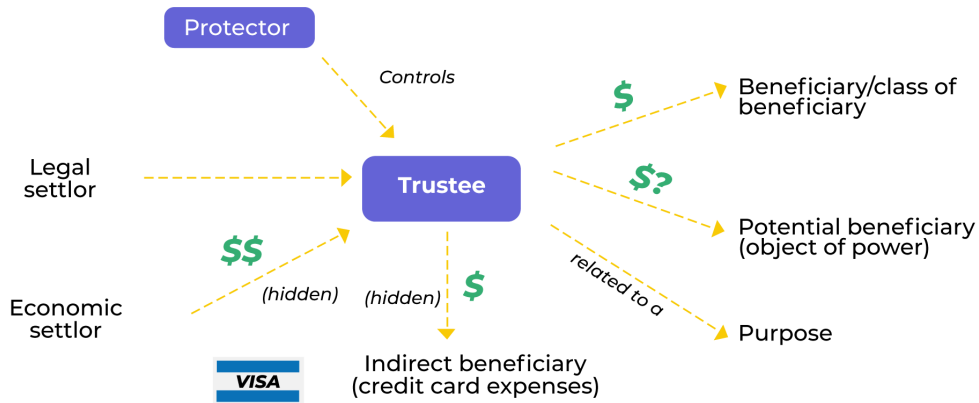 Protector
Controls
$
Beneficiary/class of
beneficiary
Legal
settlor
Trustee
$?
Potential beneficiary
(object of power)
$$
(hidden)
(hidden)
$
related to a
Economic
settlor
Purpose
Indirect beneficiary
(credit card expenses)
VISA